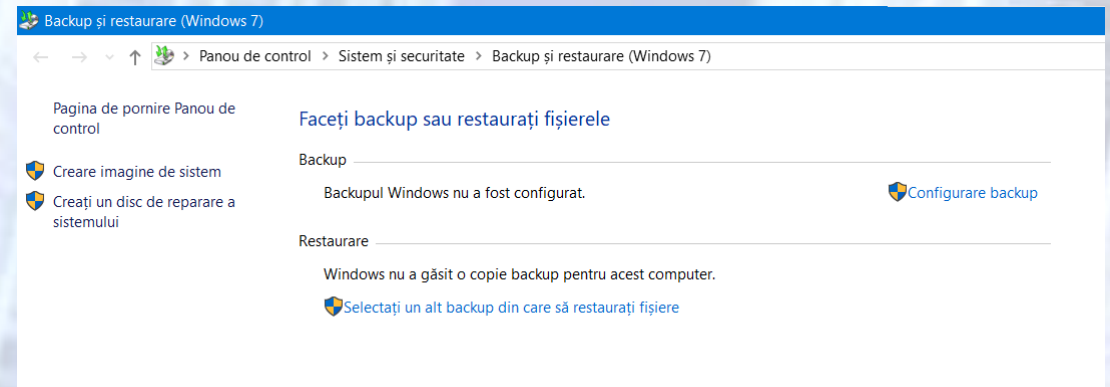 Backup și restaurare (Windows 7)
Panou de control > Sistem și securitate > Backup și restaurare (Windows 7)
Pagina de pornire Panou de
control
Creare imagine de sistem
Creați un disc de reparare a
sistemului
Faceți backup sau restaurați fișierele
Backup
Backupul Windows nu a fost configurat.
Configurare backup
Restaurare
Windows nu a găsit o copie backup pentru acest computer.
Selectați un alt backup din care să restaurați fișiere